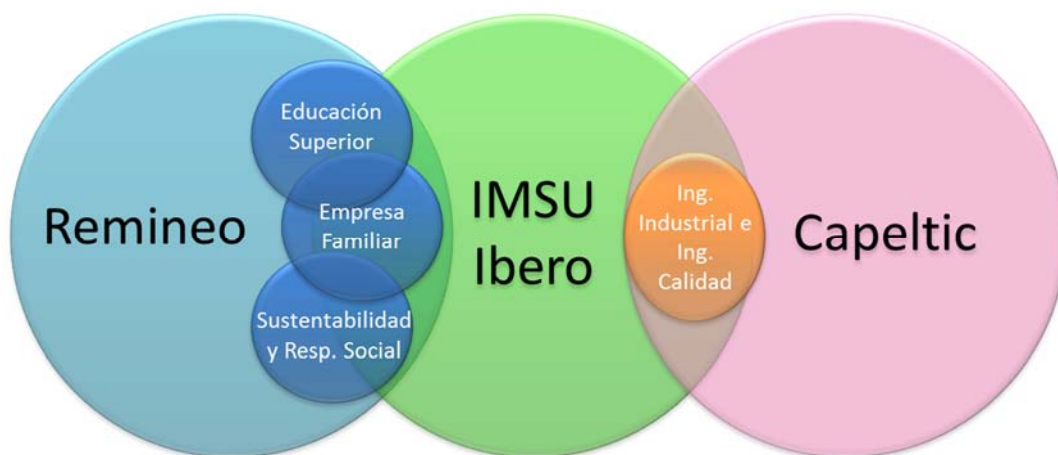 Remineo
Educación
Superior
Empresa
Familiar
Sustentabilidad
y Resp. Social
IMSU
Ibero
Ing.
Industrial e
Ing.
Calidad
Capeltic